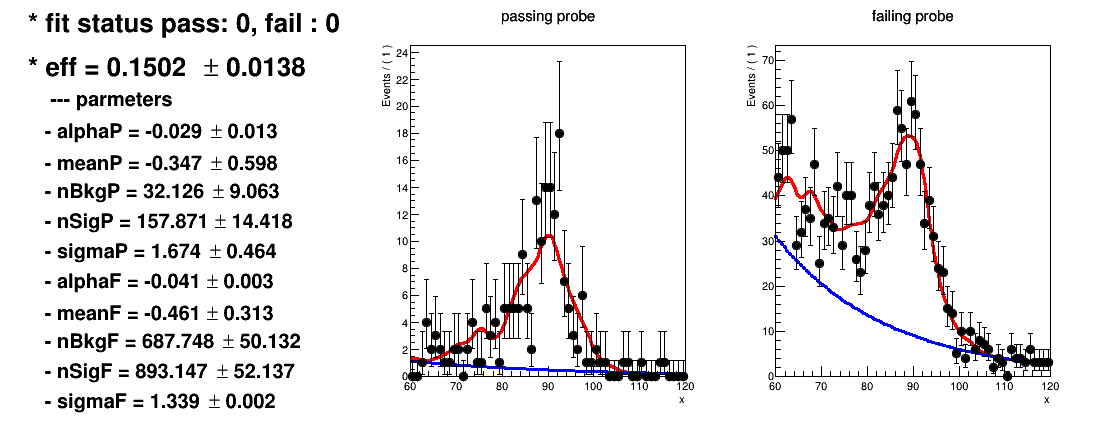 * fit status pass: 0, fail : 0
* eff = 0.1502 ± 0.0138
--- parmeters
- alphaP = -0.029 ± 0.013
- meanP = -0.347 ± 0.598
- nBkgP = 32.126 ± 9.063
- nSigP = 157.871 ± 14.418
- sigmaP = 1.674 ± 0.464
- alphaF = -0.041 ± 0.003
- meanF = -0.461 ± 0.313
- nBkgF = 687.748 ± 50.132
- nSigF = 893.147 ± 52.137
- sigmaF = 1.339 ± 0.002
passing probe
Events / ( 1 )
24
22
20
18
16
14
12
10
8
6
4
2
0
60 70 80 90 100 110 120
x
failing probe
Events / ( 1 )
70
60
50
40
30
20
10
0
60 70 80 90 100 110 120
x